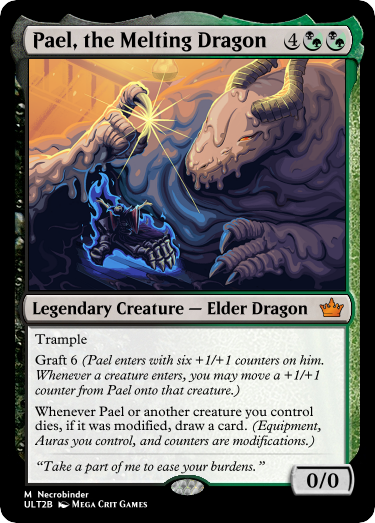 Pael, the Melting Dragon 4
Legendary Creature — Elder Dragon
Trample
Graft 6 (Pael enters with six +1/+1 counters on him.
Whenever a creature enters, you may move a +1/+1
counter from Pael onto that creature.)
Whenever Pael or another creature you control
dies, if it was modified, draw a card. (Equipment,
Auras you control, and counters are modifications.)
“Take a part of me to ease your burdens.”
0/0
M Necrobinder
ULT2B Mega Crit Games